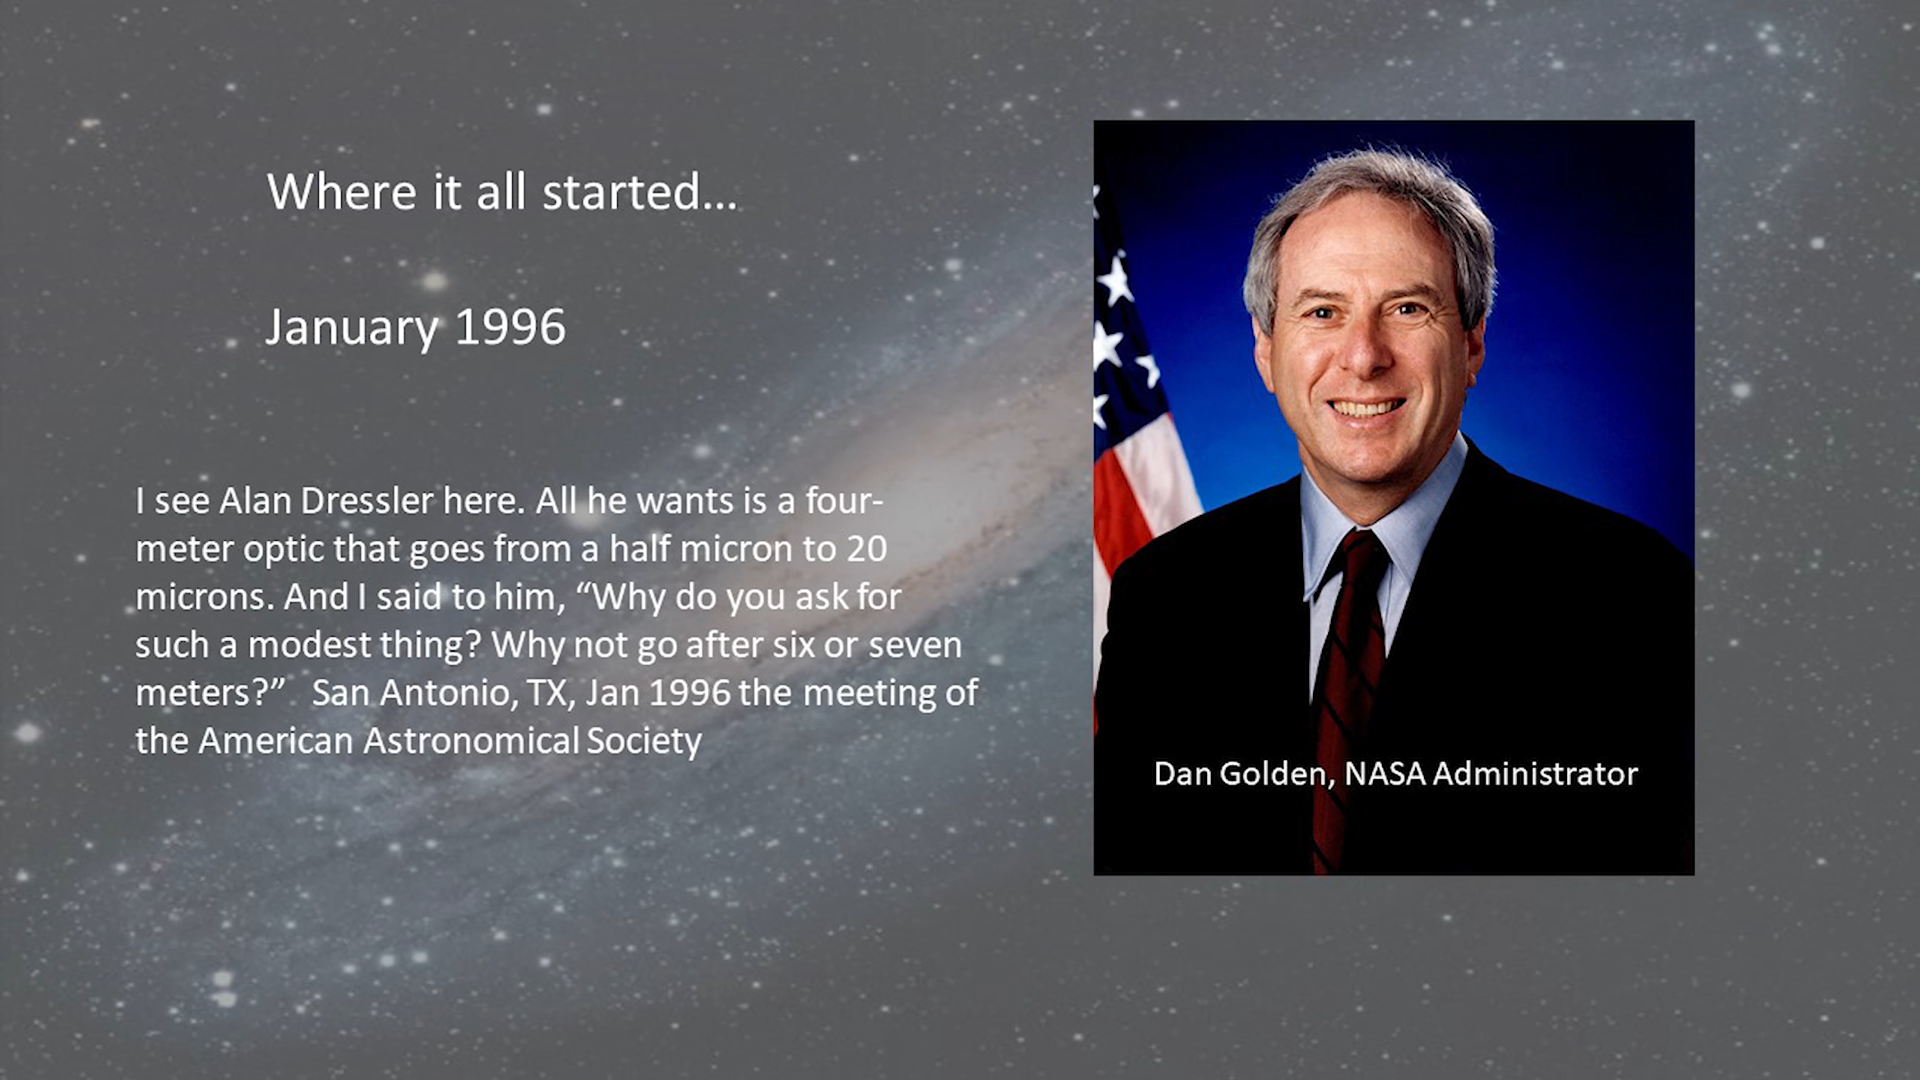 Where it all started...
January 1996
I see Alan Dressler here. All he wants is a four-
meter optic that goes from a half micron to 20
microns. And I said to him, “Why do you ask for
such a modest thing? Why not go after six or seven
meters?”   San Antonio, TX, Jan 1996 the meeting of
the American Astronomical Society
Dan Golden, NASA Administrator